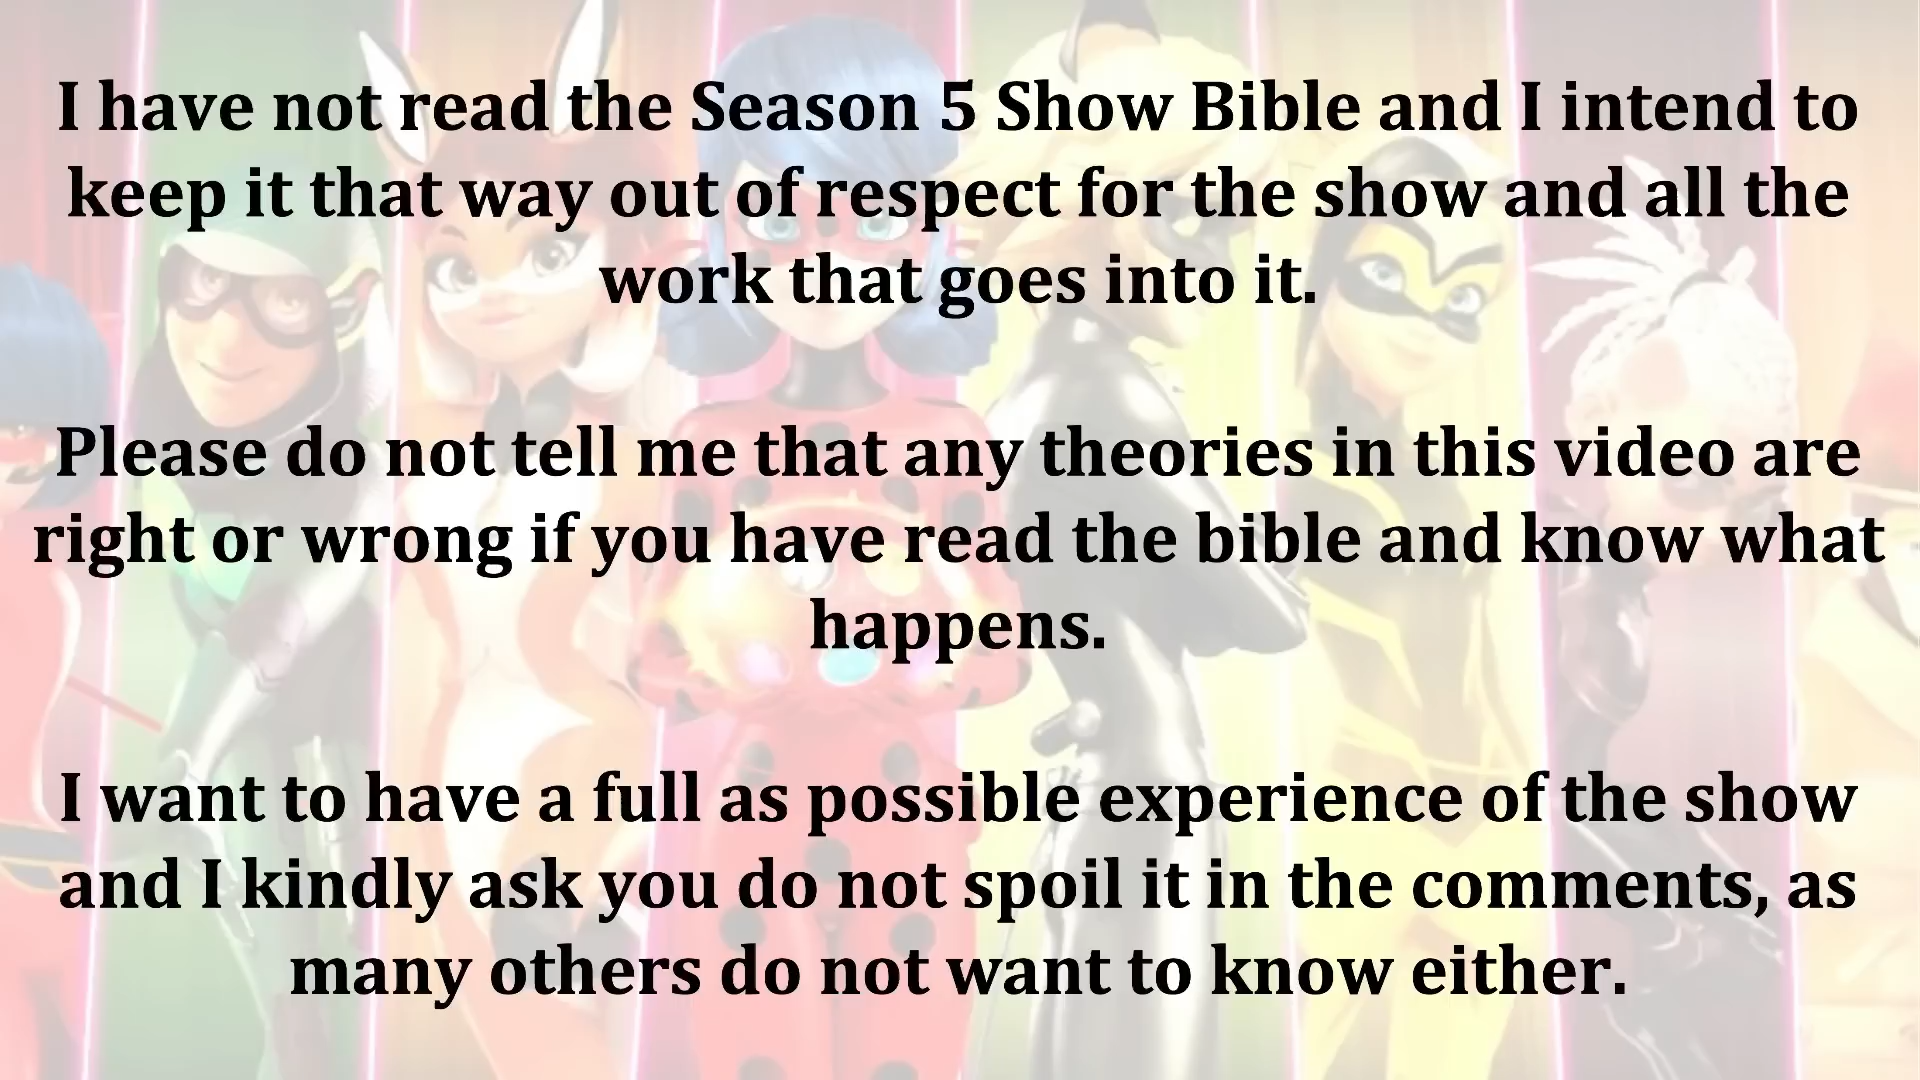 I have not read the Season 5 Show Bible and I intend to
keep it that way out of respect for the show and all the
work that goes into it.
Please do not tell me that any theories in this video are
right or wrong if you have read the bible and know what
happens.
I want to have a full as possible experience of the show
and I kindly ask you do not spoil it in the comments, as
many others do not want to know either.